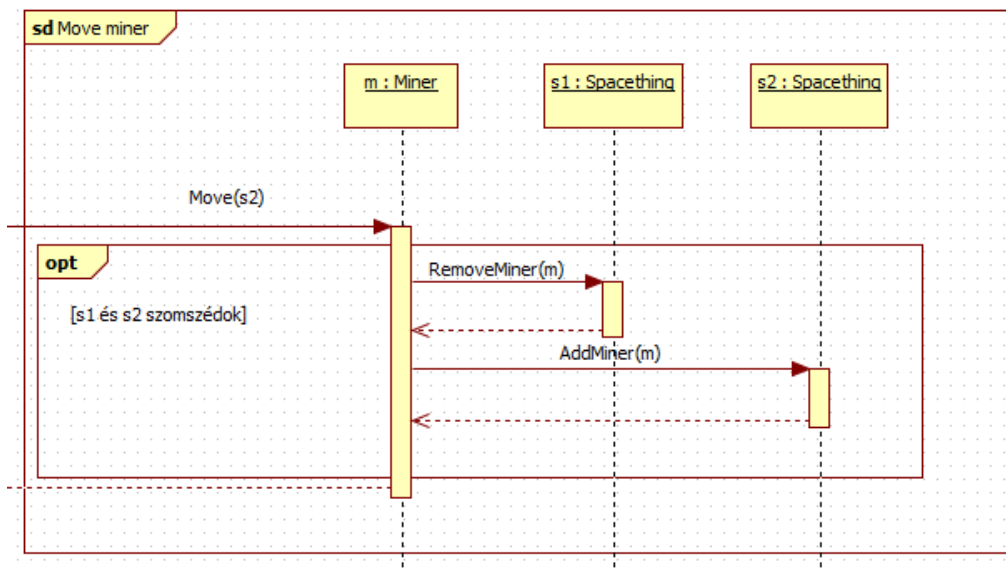 sd Move miner
m : Miner
s1 : Spacething
s2 : Spacething
Move(s2)
opt
RemoveMiner(m)
[s1 és s2 szomszédok]
AddMiner(m)